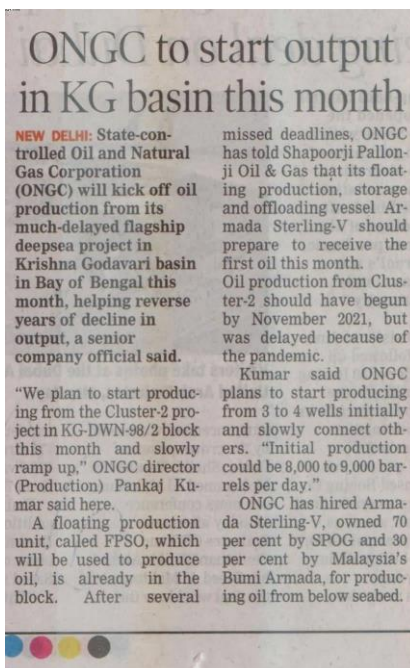 ONGC to start output
in KG basin this month
NEW DELHI: State-con-
trolled Oil and Natural
Gas Corporation
(ONGC) will kick off oil
production from its
much-delayed flagship
deepsea project in
Krishna Godavari basin
in Bay of Bengal this
month, helping reverse
years of decline in
output, a senior
company official said.
"We plan to start produc-
ing from the Cluster-2 pro-
ject in KG-DWN-98/2 block
this month and slowly
ramp up," ONGC director
(Production) Pankaj Ku-
mar said here.
A floating production
unit, called FPSO, which
will be used to produce
oil, is already in the
block. After several
missed deadlines, ONGC
has told Shapoorji Pallon-
ji Oil & Gas that its float-
ing production, storage
and offloading vessel Ar-
mada Sterling-V should
prepare to receive the
first oil this month.
Oil production from Clus-
ter-2 should have begun
by November 2021, but
was delayed because of
the pandemic.
Kumar said ONGC
plans to start producing
from 3 to 4 wells initially
and slowly connect oth-
ers. "Initial production
could be 8,000 to 9,000 bar-
rels per day."
ONGC has hired Arma-
da Sterling-V, owned 70
per cent by SPOG and 30
per cent by Malaysia's
Bumi Armada, for produc-
ing oil from below seabed.